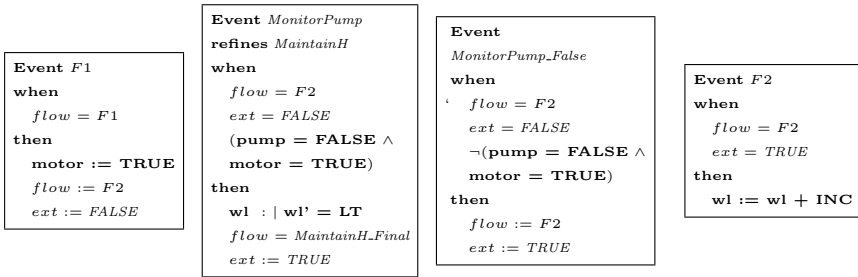 Event F1
when
flow = F1
then
motor := TRUE
flow := F2
ext := FALSE
Event MonitorPump
refines MaintainH
when
flow = F2
ext = FALSE
(pump = FALSE ∧
motor = TRUE)
then
wl : | wl' = LT
flow = MaintainH_Final
ext := TRUE
Event
MonitorPump_False
when
‘ flow = F2
ext = FALSE
¬(pump = FALSE ∧
motor = TRUE)
then
flow := F2
ext := TRUE
Event F2
when
flow = F2
ext = TRUE
then
wl := wl + INC